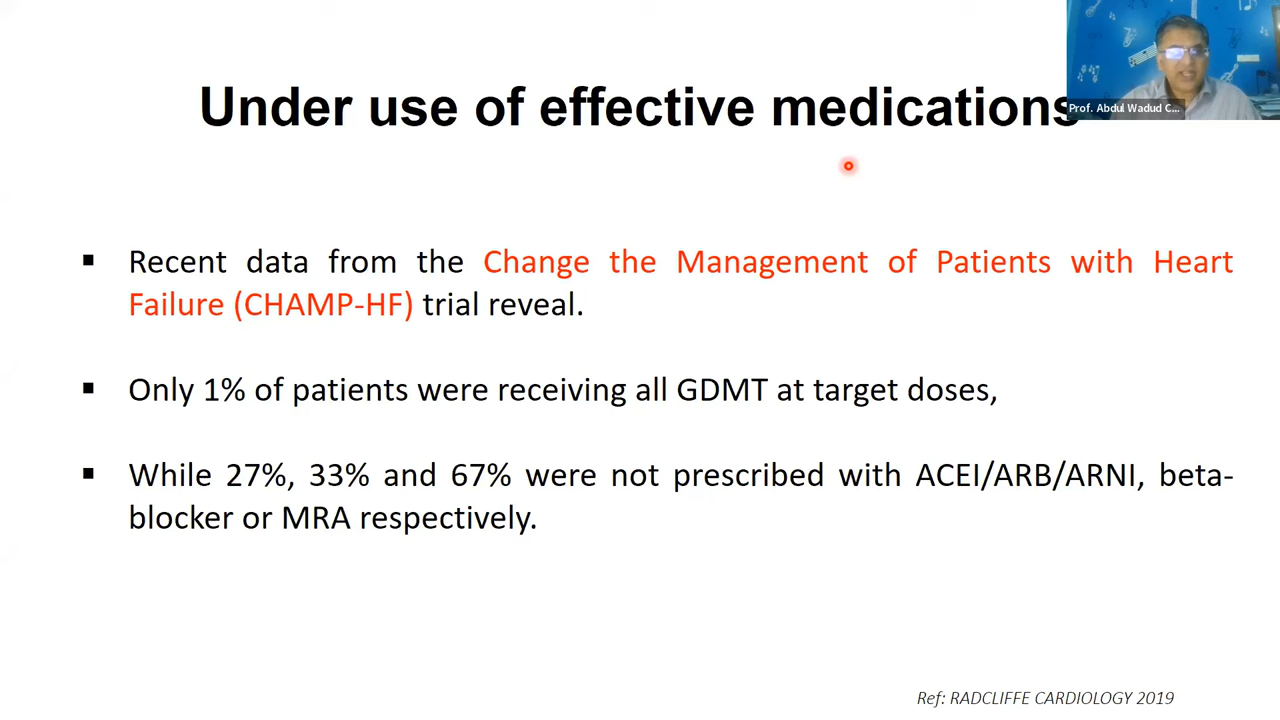 Under use of effective medications
Prof. Abdul Wadud C...
▪ Recent data from the Change the Management of Patients with Heart
Failure (CHAMP-HF) trial reveal.
▪ Only 1% of patients were receiving all GDMT at target doses,
▪ While 27%, 33% and 67% were not prescribed with ACEI/ARB/ARNI, beta-
blocker or MRA respectively.
Ref: RADCLIFFE CARDIOLOGY 2019